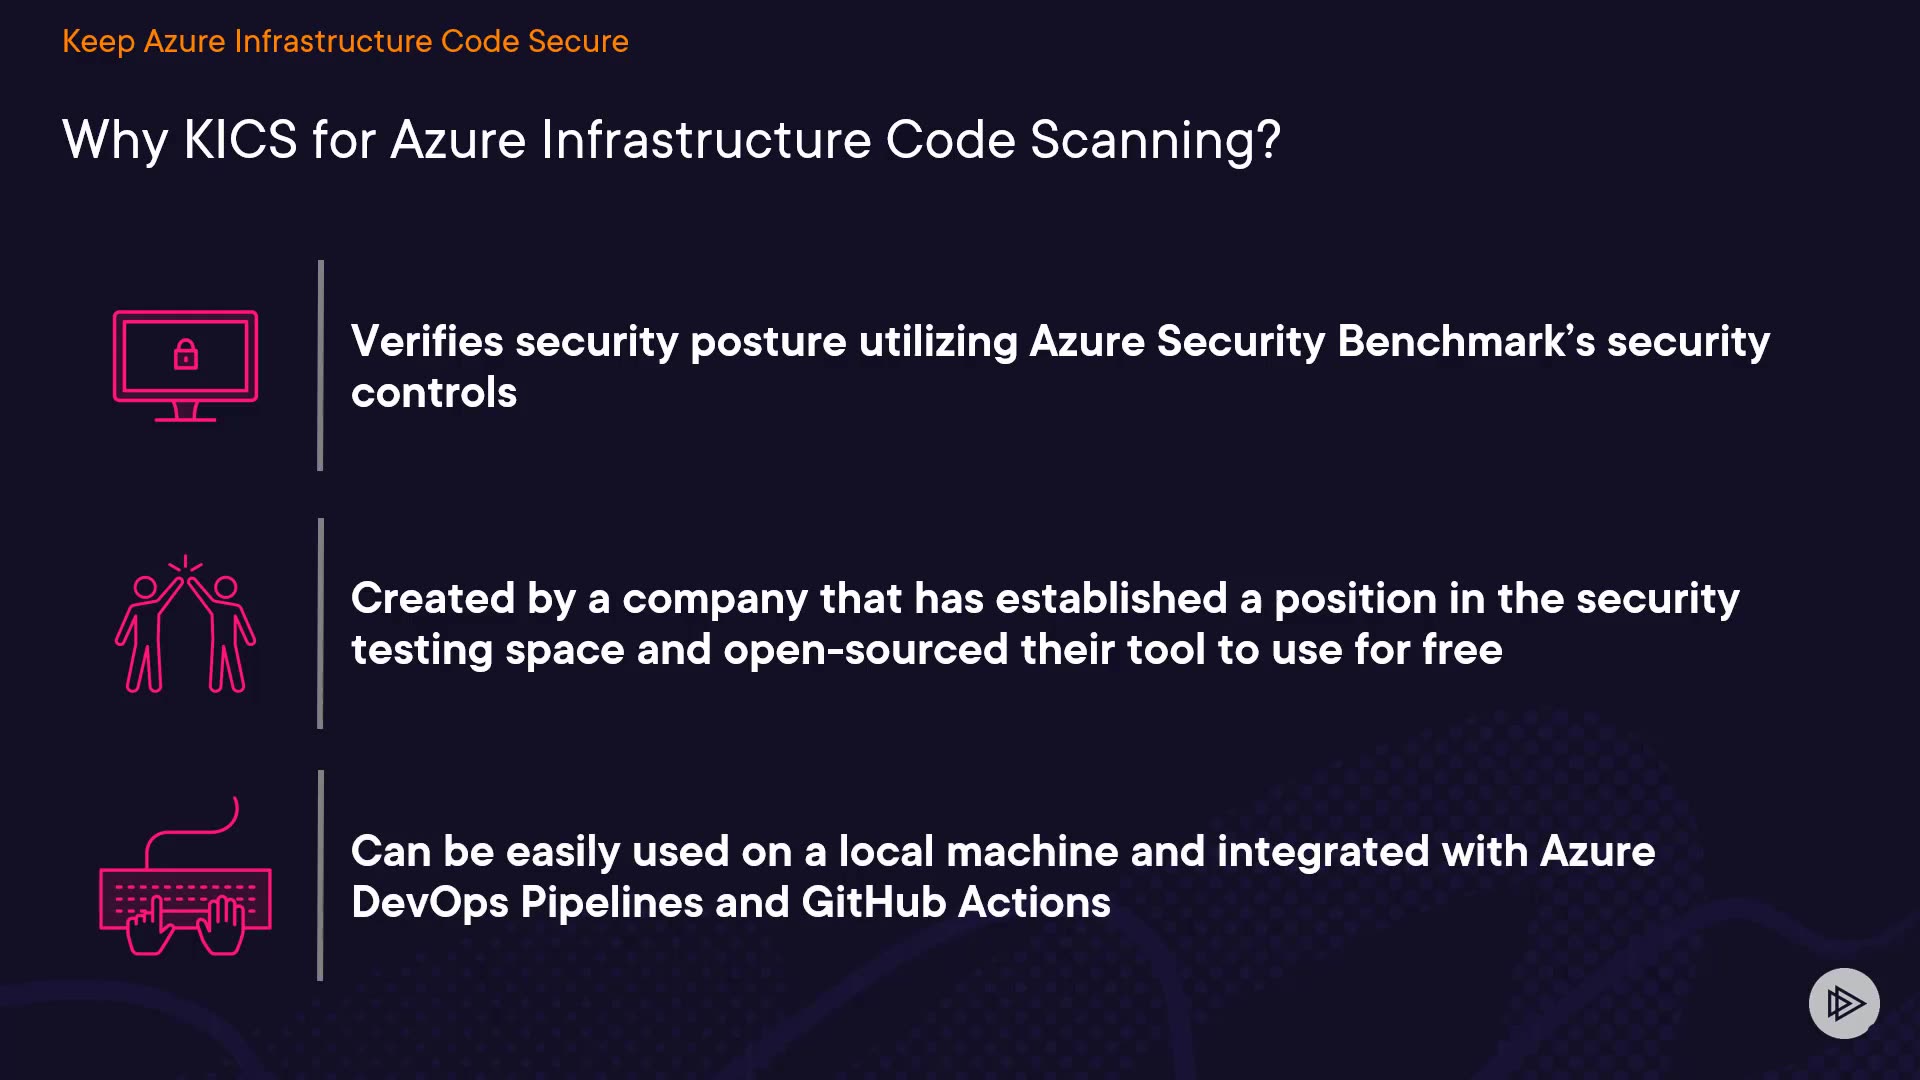 Keep Azure Infrastructure Code Secure
Why KICS for Azure Infrastructure Code Scanning?
Verifies security posture utilizing Azure Security Benchmark’s security
controls
Created by a company that has established a position in the security
testing space and open-sourced their tool to use for free
Can be easily used on a local machine and integrated with Azure
DevOps Pipelines and GitHub Actions